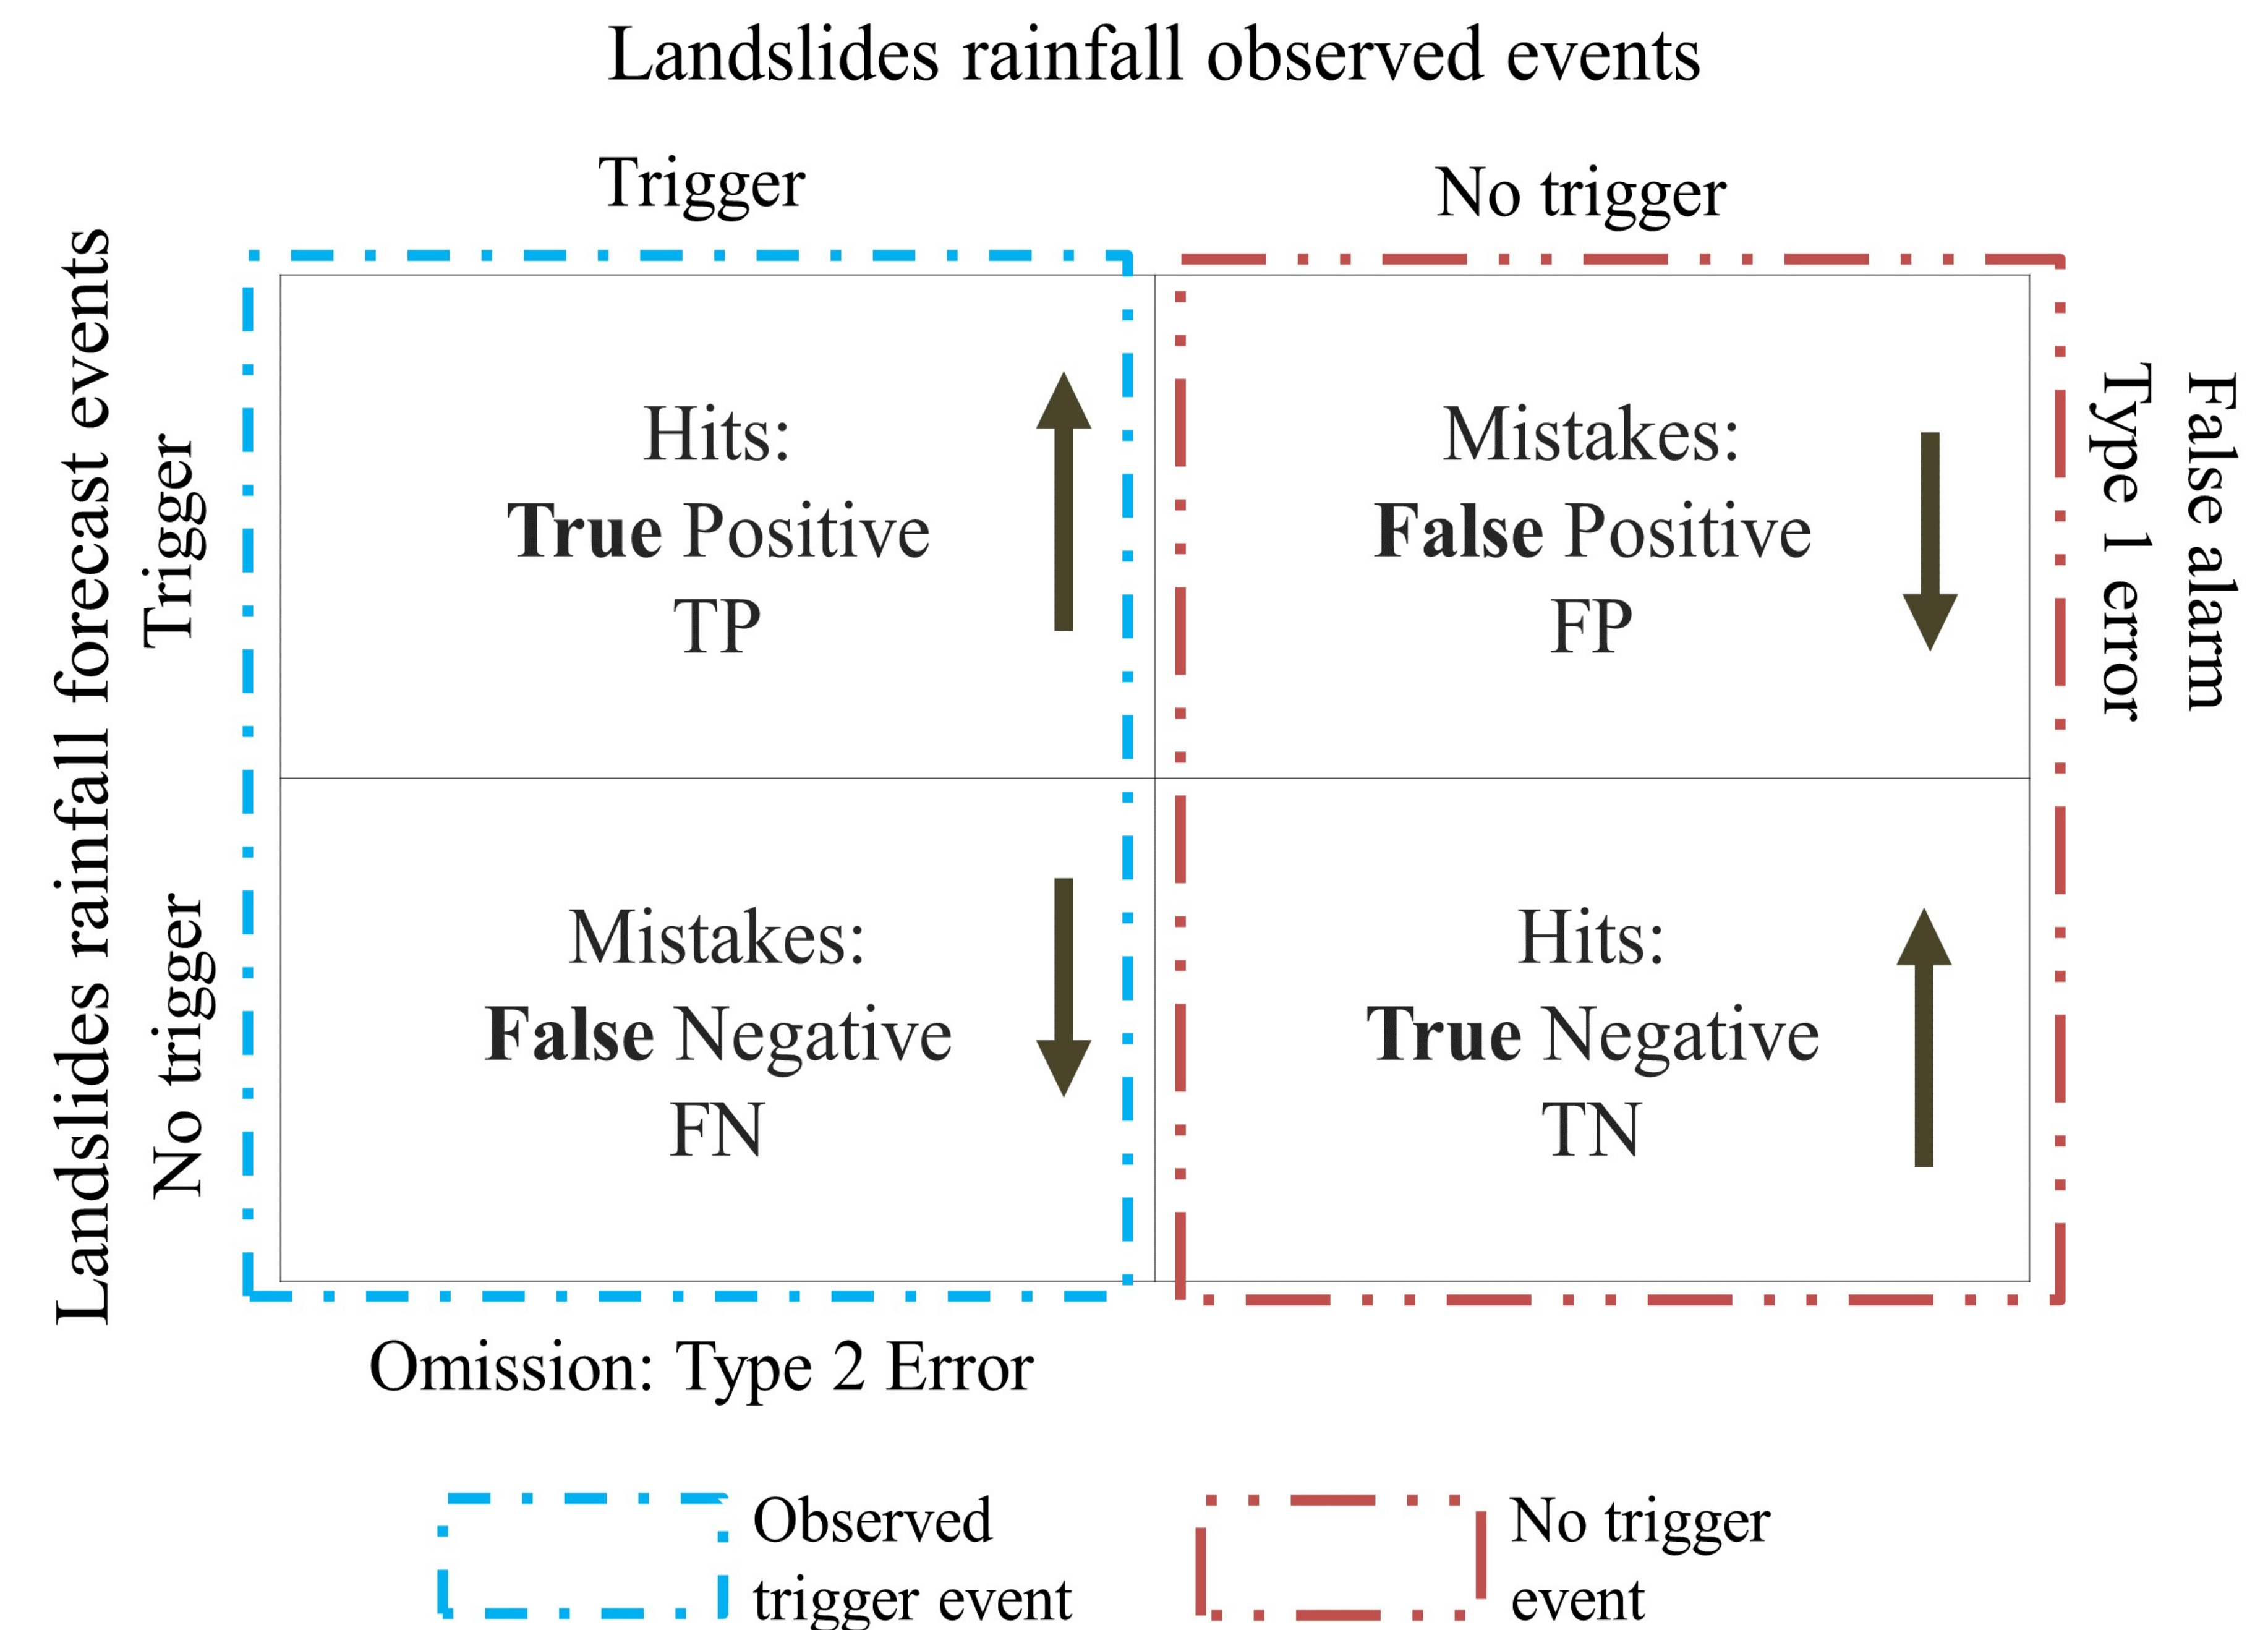 Landslides rainfall observed events
Trigger
No trigger
Landslides rainfall forecast events
Trigger
No trigger
Hits:
True Positive
TP
Mistakes:
False Positive
FP
False alarm
Type 1 error
Mistakes:
False Negative
FN
Hits:
True Negative
TN
Omission: Type 2 Error
Observed
trigger event
No trigger
event